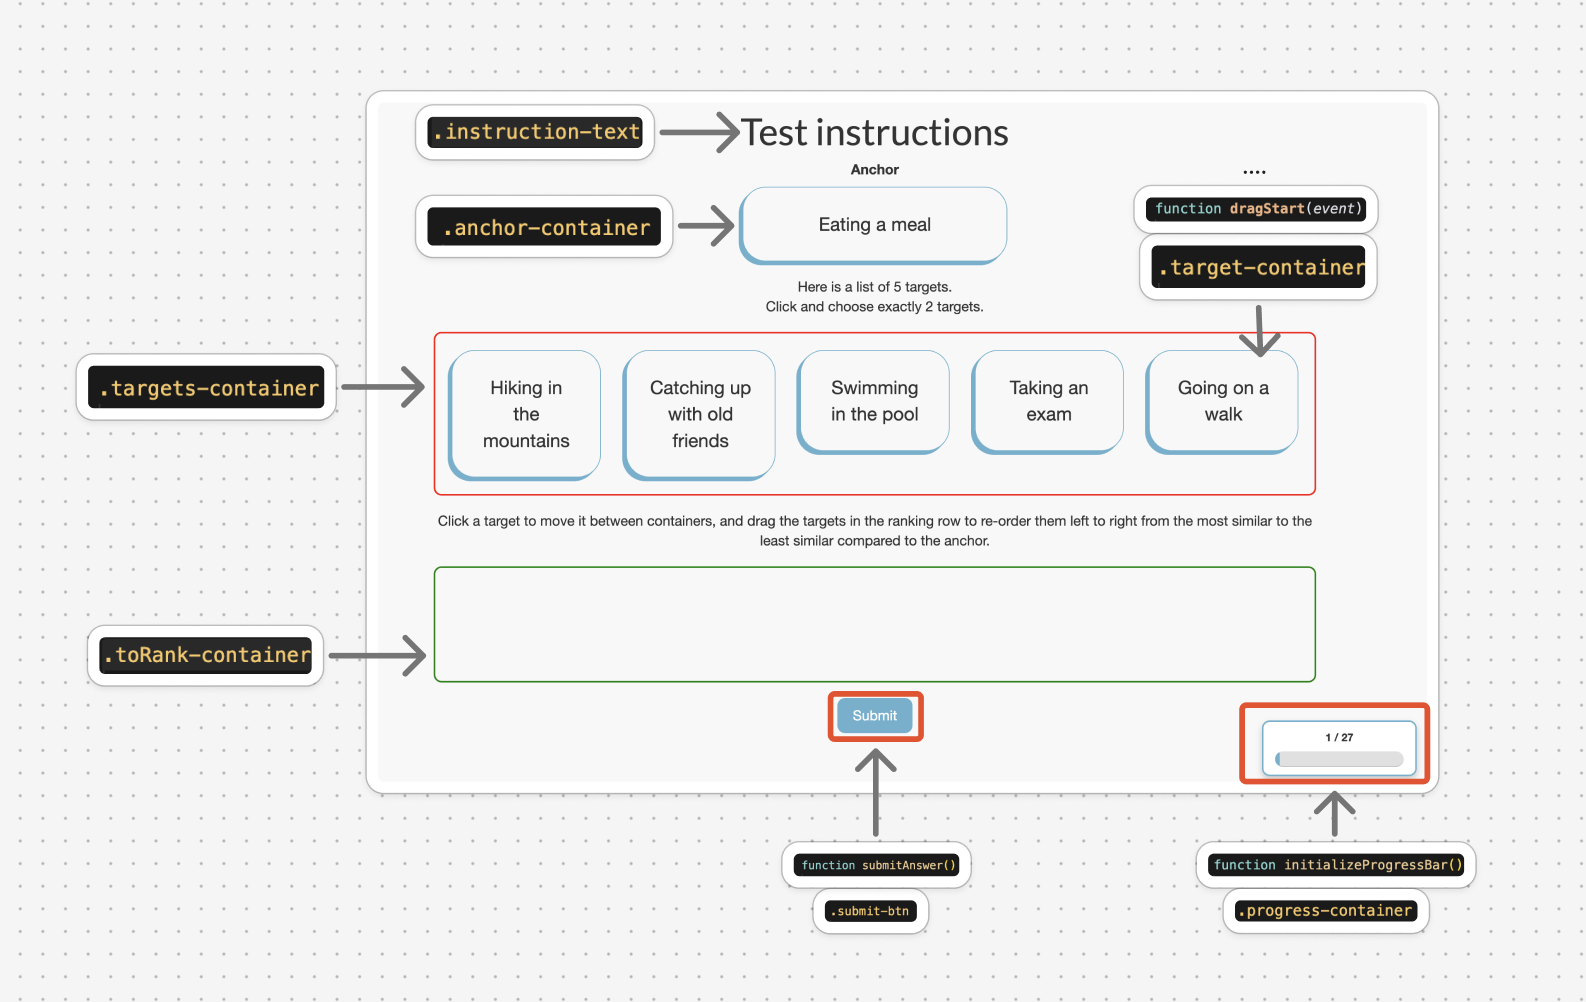 .instruction-text
Test instructions
Anchor
....
function dragStart(event)
.anchor-container
Eating a meal
.target-container
Here is a list of 5 targets.
Click and choose exactly 2 targets.
.targets-container
Hiking in
the
mountains
Catching up
with old
friends
Swimming
in the pool
Taking an
exam
Going on a
walk
Click a target to move it between containers, and drag the targets in the ranking row to re-order them left to right from the most similar to the
least similar compared to the anchor.
.toRank-container
Submit
1 / 27
function submitAnswer()
.submit-btn
function initializeProgressBar()
.progress-container